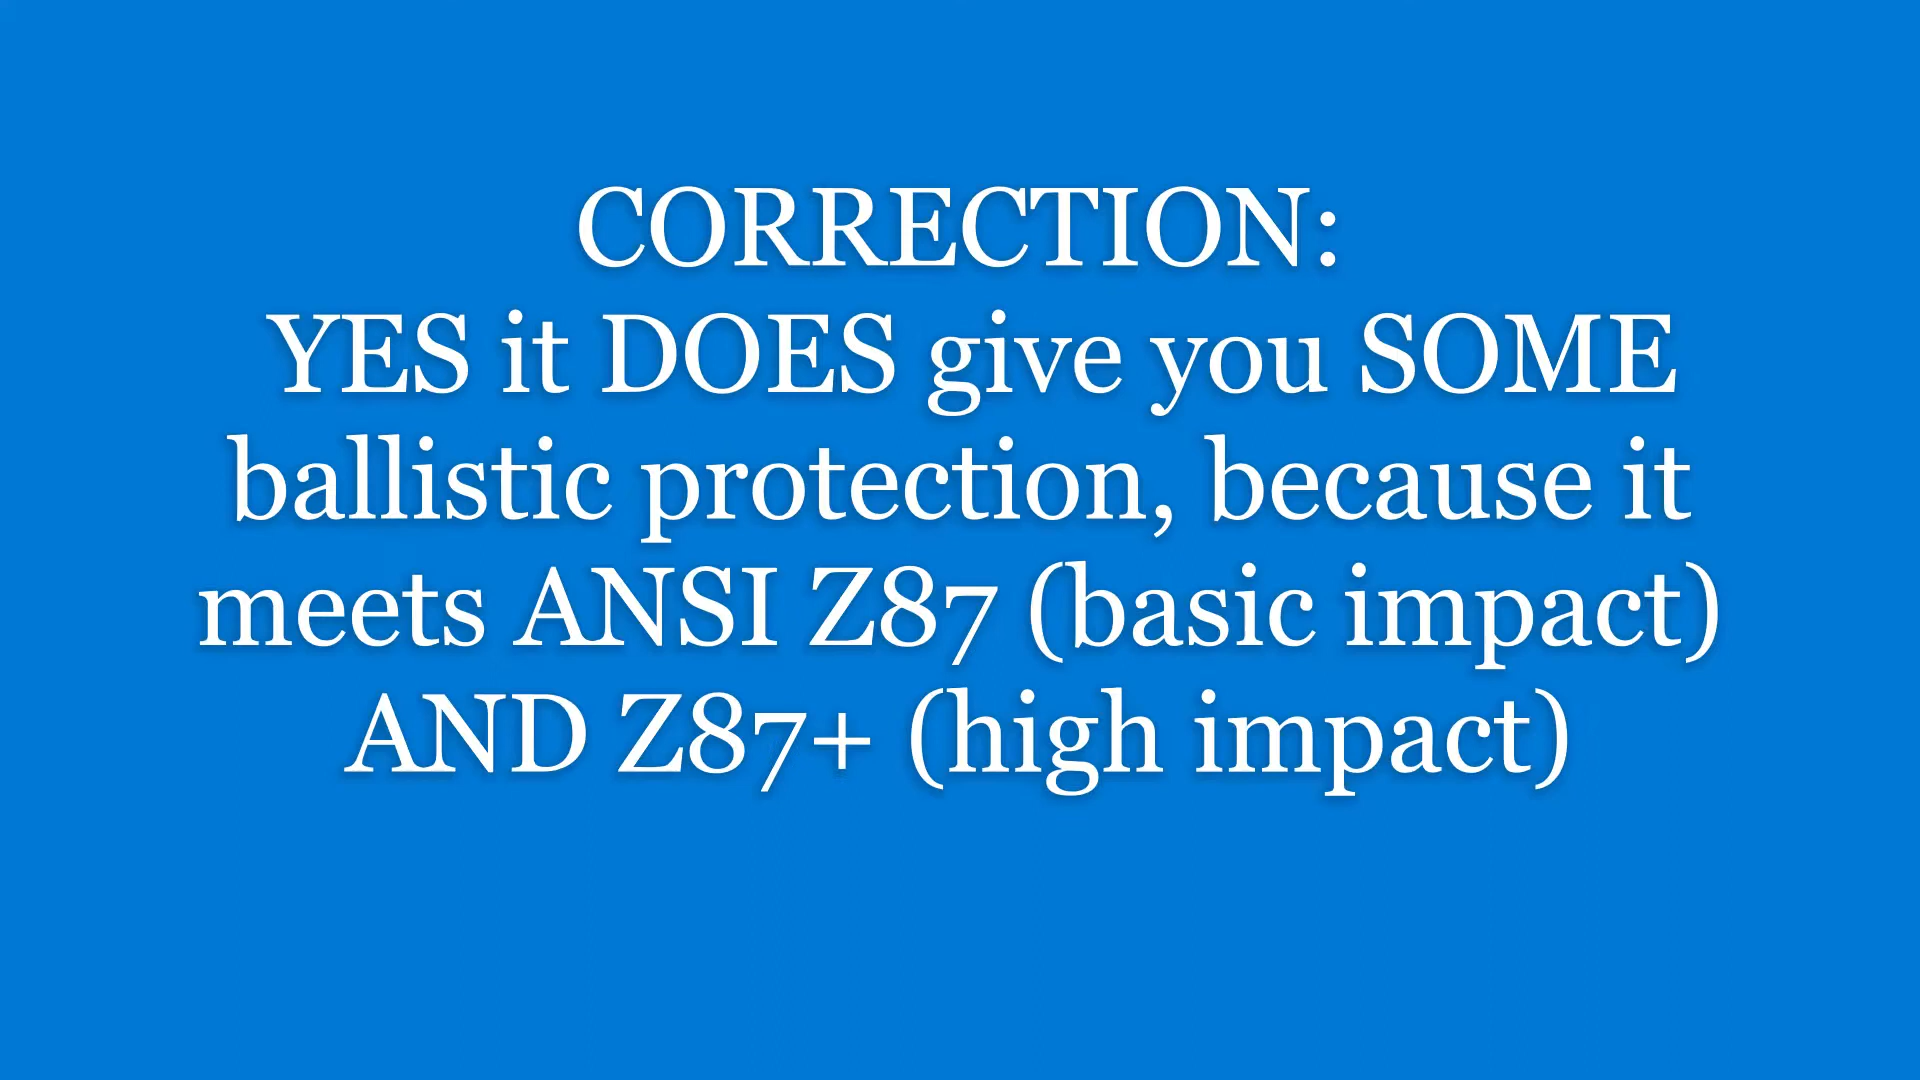 CORRECTION:
YES it DOES give you SOME
ballistic protection, because it
meets ANSI Z87 (basic impact)
AND Z87+ (high impact)